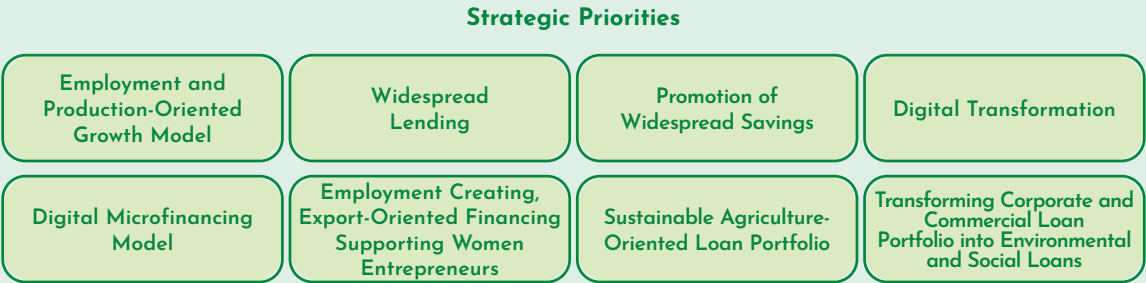 Strategic Priorities
Employment and
Production-Oriented
Growth Model
Widespread
Lending
Promotion of
Widespread Savings
Digital Transformation
Digital Microfinancing
Model
Employment Creating,
Export-Oriented Financing
Supporting Women
Entrepreneurs
Sustainable Agriculture-
Oriented Loan Portfolio
Transforming Corporate and
Commercial Loan
Portfolio into Environmental
and Social Loans